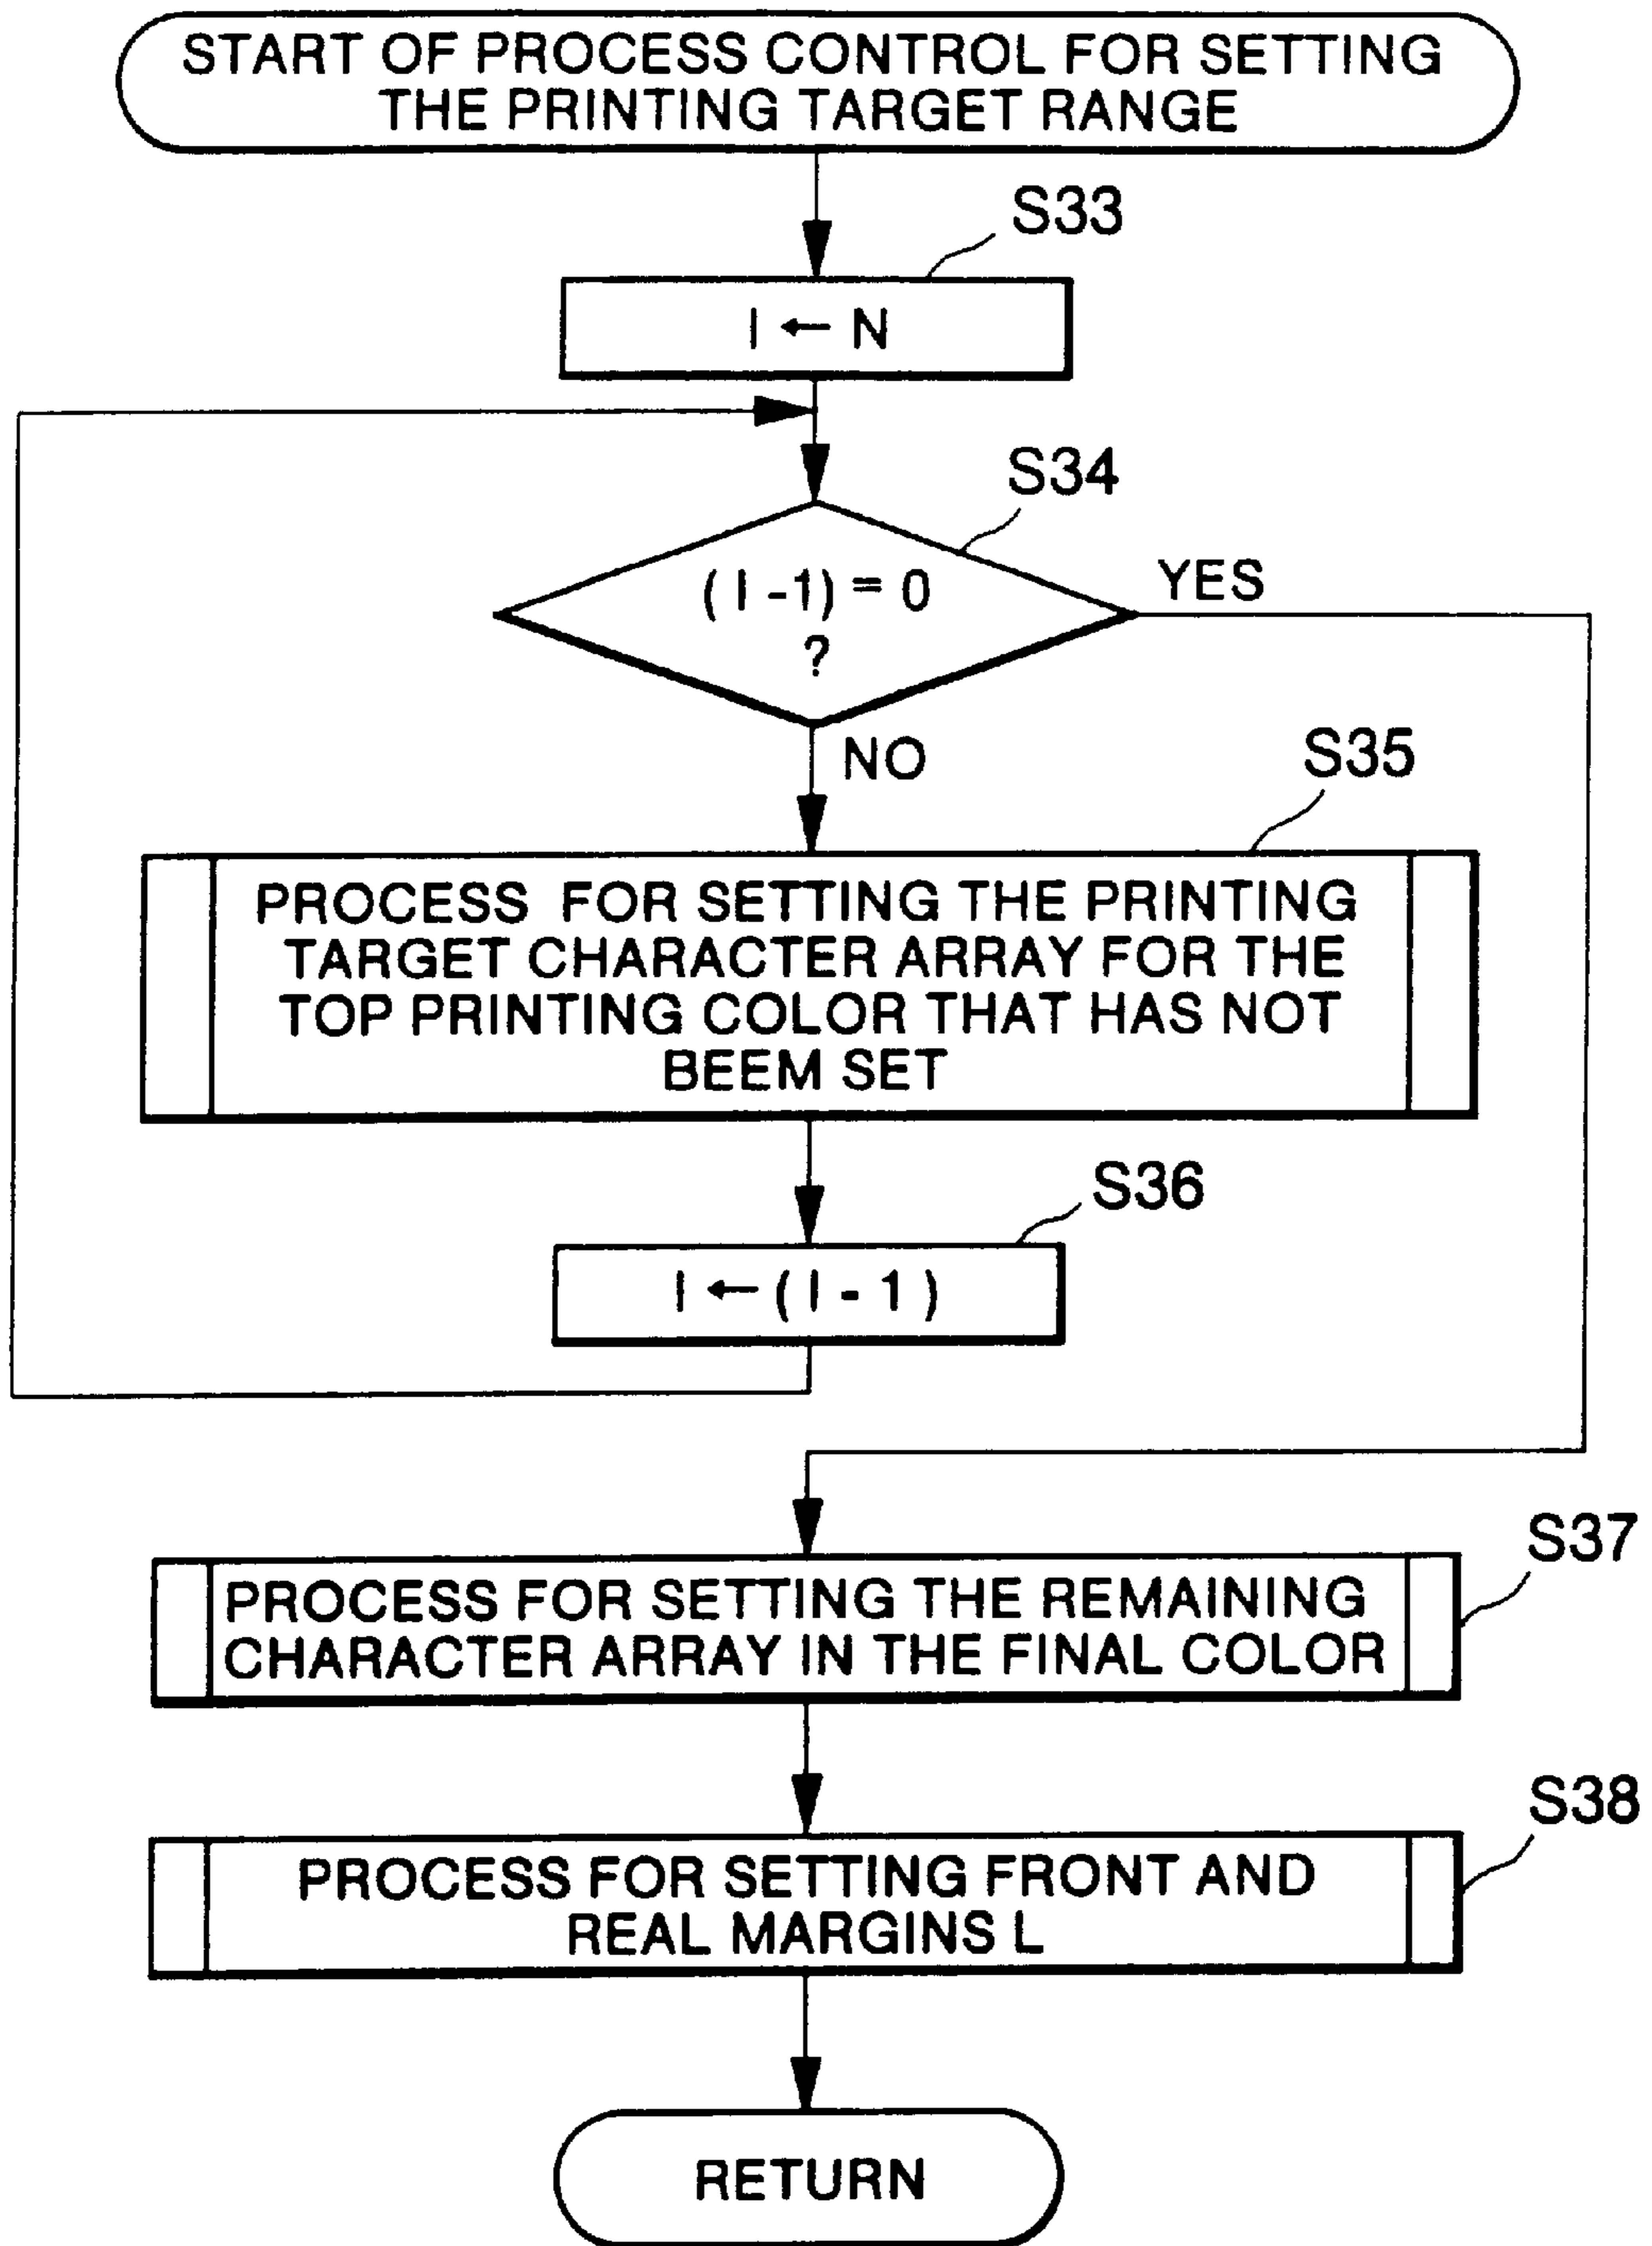 START OF PROCESS CONTROL FOR SETTING
THE PRINTING TARGET RANGE
S33
I ← N
S34
( I -1) = 0
?
YES
NO
S35
PROCESS FOR SETTING THE PRINTING
TARGET CHARACTER ARRAY FOR THE
TOP PRINTING COLOR THAT HAS NOT
BEEM SET
S36
I ← ( I - 1 )
S37
PROCESS FOR SETTING THE REMAINING
CHARACTER ARRAY IN THE FINAL COLOR
S38
PROCESS FOR SETTING FRONT AND
REAL MARGINS L
RETURN